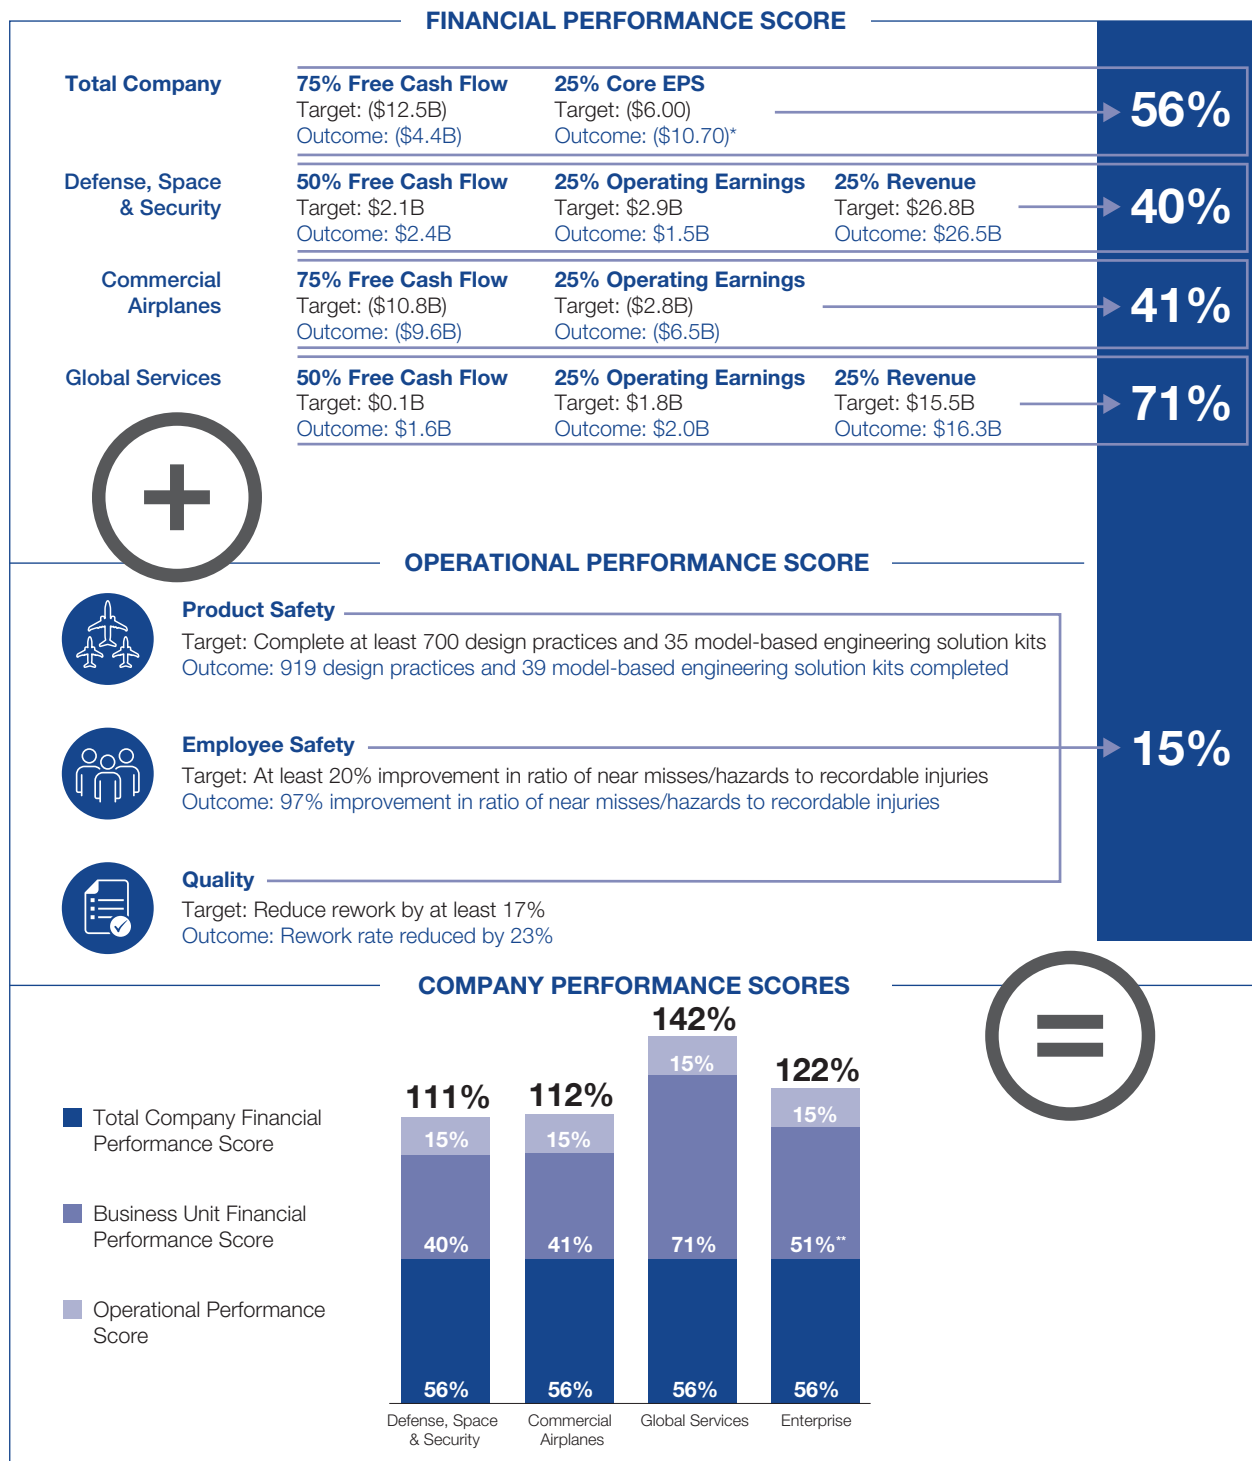 FINANCIAL PERFORMANCE SCORE
Total Company
75% Free Cash Flow
Target: ($12.5B)
Outcome: ($4.4B)
25% Core EPS
Target: ($6.00)
Outcome: ($10.70)*
56%
Defense, Space
& Security
50% Free Cash Flow
Target: $2.1B
Outcome: $2.4B
25% Operating Earnings
Target: $2.9B
Outcome: $1.5B
25% Revenue
Target: $26.8B
Outcome: $26.5B
40%
Commercial
Airplanes
75% Free Cash Flow
Target: ($10.8B)
Outcome: ($9.6B)
25% Operating Earnings
Target: ($2.8B)
Outcome: ($6.5B)
41%
Global Services
50% Free Cash Flow
Target: $0.1B
Outcome: $1.6B
25% Operating Earnings
Target: $1.8B
Outcome: $2.0B
25% Revenue
Target: $15.5B
Outcome: $16.3B
71%
+
OPERATIONAL PERFORMANCE SCORE
Product Safety
Target: Complete at least 700 design practices and 35 model-based engineering solution kits
Outcome: 919 design practices and 39 model-based engineering solution kits completed
Employee Safety
Target: At least 20% improvement in ratio of near misses/hazards to recordable injuries
Outcome: 97% improvement in ratio of near misses/hazards to recordable injuries
15%
Quality
Target: Reduce rework by at least 17%
Outcome: Rework rate reduced by 23%
=
COMPANY PERFORMANCE SCORES
Total Company Financial
Performance Score
Business Unit Financial
Performance Score
Operational Performance
Score
111%
15%
40%
56%
Defense, Space
& Security
112%
15%
41%
56%
Commercial
Airplanes
142%
15%
71%
56%
Global Services
122%
15%
51%**
56%
Enterprise